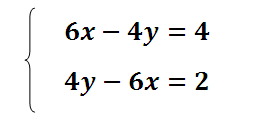 6x − 4y = 4
4y − 6x = 2